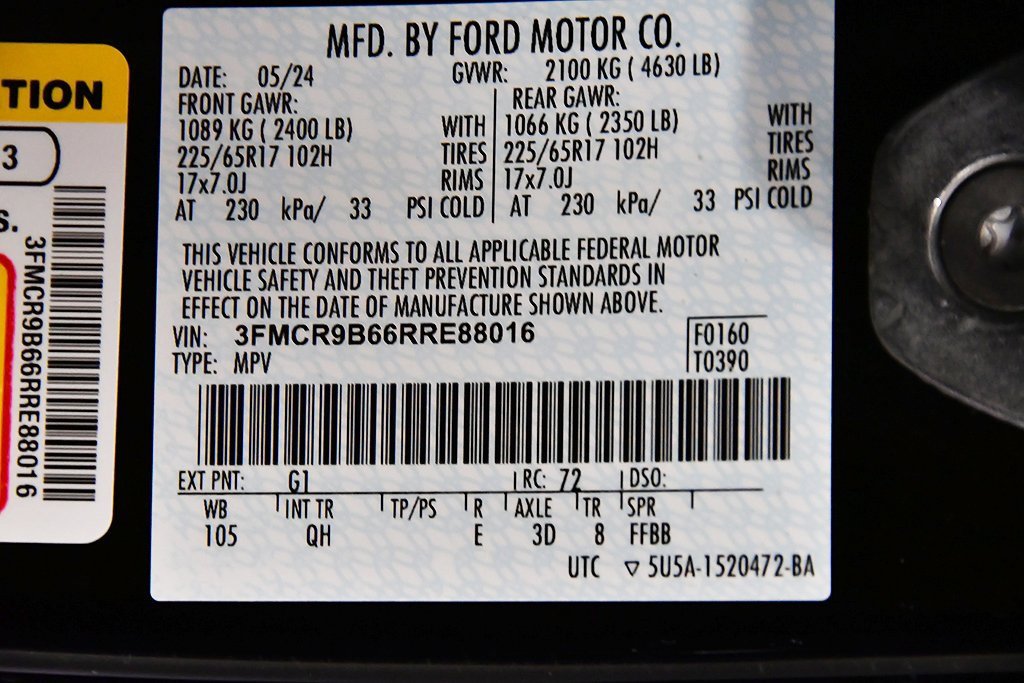 MFD. BY FORD MOTOR CO.
DATE: 05/24 GVWR: 2100 KG ( 4630 LB)
FRONT GAWR: REAR GAWR:
1089 KG ( 2400 LB) WITH 1066 KG ( 2350 LB) WITH
225/65R17 102H TIRES 225/65R17 102H TIRES
17x7.0J RIMS 17x7.0J RIMS
AT 230 kPa/ 33 PSI COLD AT 230 kPa/ 33 PSI COLD
THIS VEHICLE CONFORMS TO ALL APPLICABLE FEDERAL MOTOR
VEHICLE SAFETY AND THEFT PREVENTION STANDARDS IN
EFFECT ON THE DATE OF MANUFACTURE SHOWN ABOVE.
VIN: 3FMCR9B66RRE88016 F0160
TYPE: MPV T0390
EXT PNT: G1 RC: 72 DSO:
WB INT TR TP/PS R AXLE TR SPR
105 QH E 3D 8 FFBB
UTC ▽ 5U5A-1520472-BA
TION
3
s.
3FMCR9B66RRE88016